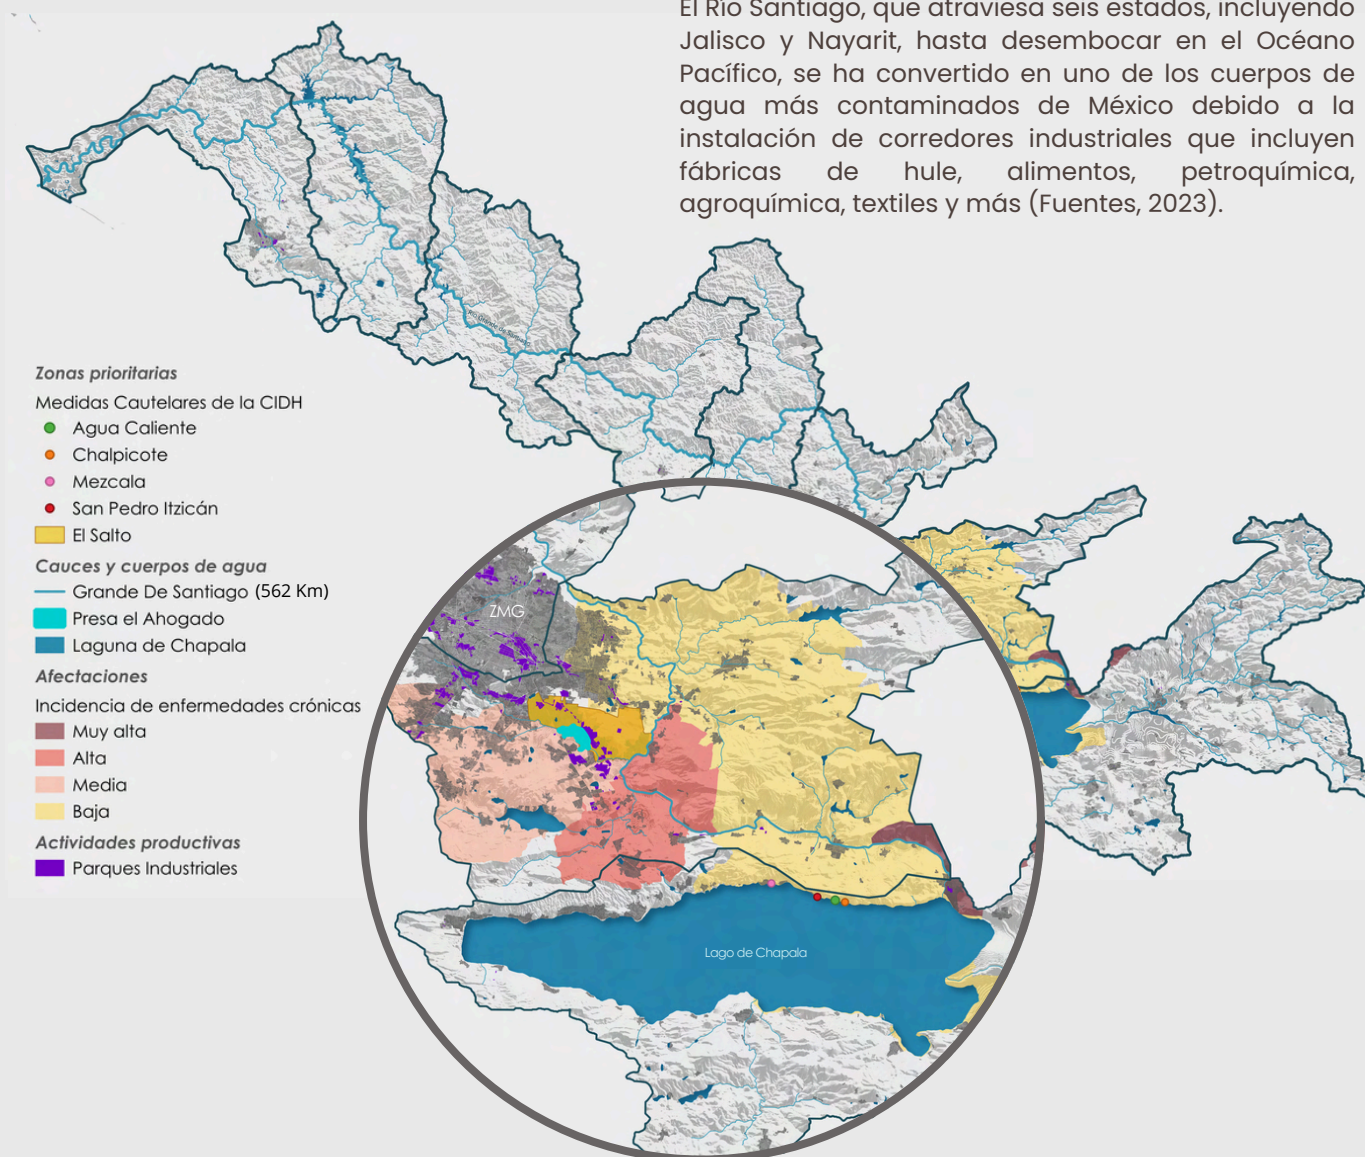 El Río Santiago, que atraviesa seis estados, incluyendo
Jalisco y Nayarit, hasta desembocar en el Océano
Pacífico, se ha convertido en uno de los cuerpos de
agua más contaminados de México debido a la
instalación de corredores industriales que incluyen
fábricas de hule, alimentos, petroquímica,
agroquímica, textiles y más (Fuentes, 2023).
Zonas prioritarias
Medidas Cautelares de la CIDH
Agua Caliente
Chalpicote
Mezcala
San Pedro Itzicán
El Salto
Cauces y cuerpos de agua
Grande De Santiago (562 Km)
Presa el Ahogado
Laguna de Chapala
Afectaciones
Incidencia de enfermedades crónicas
Muy alta
Alta
Media
Baja
Actividades productivas
Parques Industriales
ZMG
Lago de Chapala